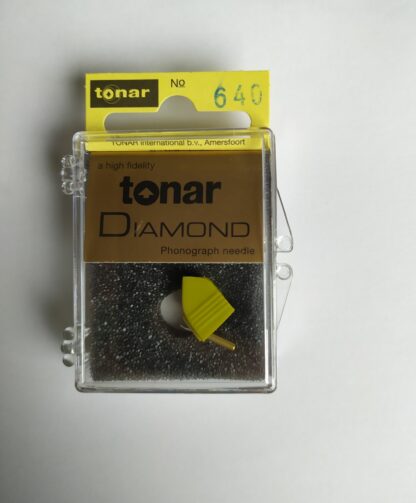 tonar
No
640
TONAR International b.v., Amersfoort
a high fidelity
tonar
DIAMOND
Phonograph needle